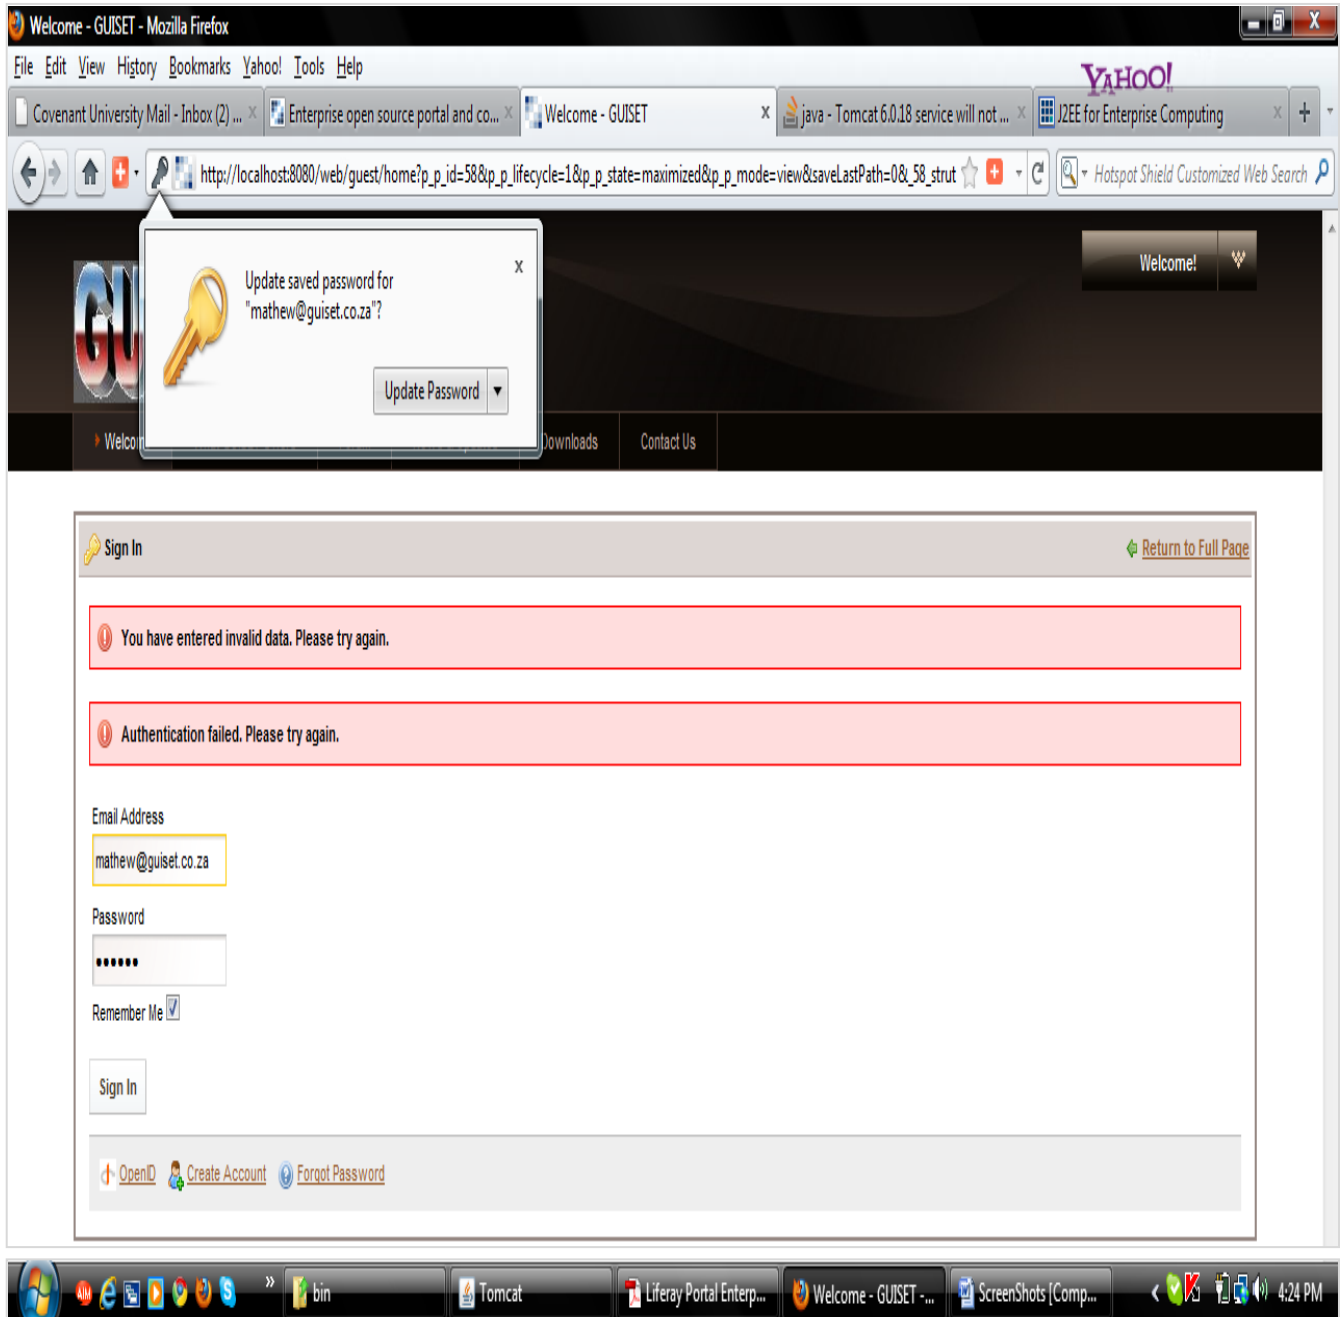 Welcome - GUISET - Mozilla Firefox
File Edit View History Bookmarks Yahoo! Tools Help
YAHOO!
Covenant University Mail - Inbox (2) ... x Enterprise open source portal and co... x Welcome - GUISET x java - Tomcat 6.0.18 service will not ... x J2EE for Enterprise Computing x +
http://localhost:8080/web/guest/home?p_p_id=58&p_p_lifecycle=1&p_p_state=maximized&p_p_mode=view&saveLastPath=0&_58_strut Hotspot Shield Customized Web Search
Update saved password for
"mathew@guiset.co.za"?
x
Update Password
GU
Welcome!
Downloads Contact Us
Sign In Return to Full Page
You have entered invalid data. Please try again.
Authentication failed. Please try again.
Email Address
mathew@guiset.co.za
Password
••••••
Remember Me
Sign In
OpenID Create Account Forgot Password
» bin Tomcat Liferay Portal Enterp... Welcome - GUISET -... ScreenShots [Comp... 4:24 PM